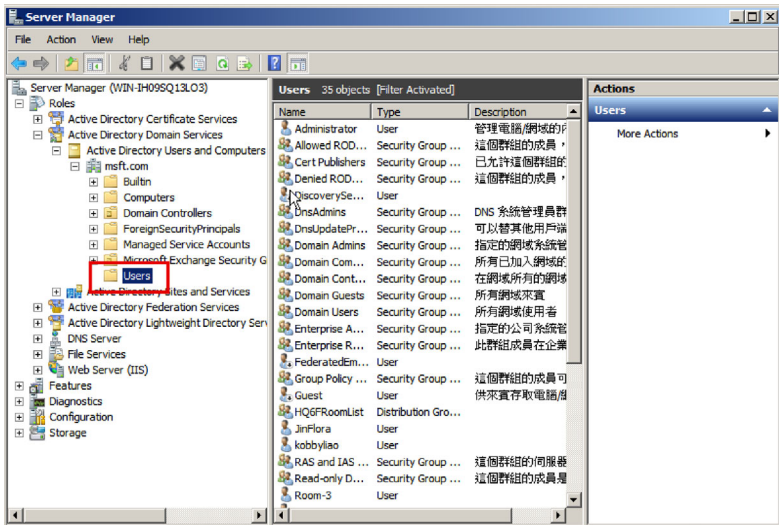 Server Manager
File Action View Help
Server Manager (WIN-IH09SQ13LO3)
Roles
Active Directory Certificate Services
Active Directory Domain Services
Active Directory Users and Computers
msft.com
Builtin
Computers
Domain Controllers
ForeignSecurityPrincipals
Managed Service Accounts
Microsoft Exchange Security G
Users
Active Directory Sites and Services
Active Directory Federation Services
Active Directory Lightweight Directory Serv
DNS Server
File Services
Web Server (IIS)
Features
Diagnostics
Configuration
Storage
Users 35 objects [Filter Activated]
Name Type Description
Administrator User 管理電腦/網域的內
Allowed ROD... Security Group ... 這個群組的成員，
Cert Publishers Security Group ... 已允許這個群組的
Denied ROD... Security Group ... 這個群組的成員，
DiscoverySe... User
DnsAdmins Security Group ... DNS 系統管理員群
DnsUpdatePr... Security Group ... 可以替其他用戶端
Domain Admins Security Group ... 指定的網域系統管
Domain Com... Security Group ... 所有已加入網域的
Domain Cont... Security Group ... 在網域所有的網域
Domain Guests Security Group ... 所有網域來賓
Domain Users Security Group ... 所有網域使用者
Enterprise A... Security Group ... 指定的公司系統管
Enterprise R... Security Group ... 此群組成員在企業
FederatedEm... User
Group Policy ... Security Group ... 這個群組的成員可
Guest User 供來賓存取電腦/網
HQ6FRoomList Distribution Gro...
JinFlora User
kobbyliao User
RAS and IAS ... Security Group ... 這個群組的伺服器
Read-only D... Security Group ... 這個群組的成員是
Room-3 User
Actions
Users
More Actions